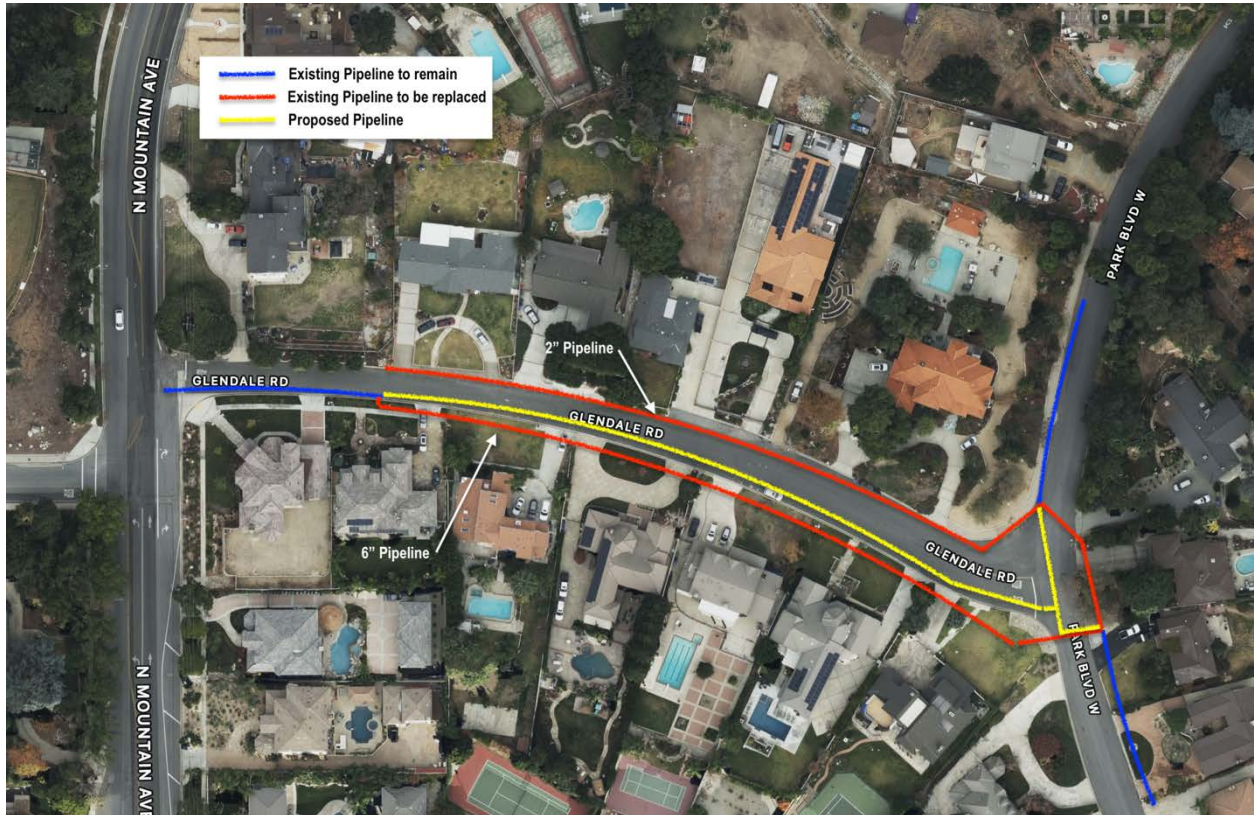 N MOUNTAIN AVE
Existing Pipeline to remain
Existing Pipeline to be replaced
Proposed Pipeline
PARK BLVD W
2” Pipeline
GLENDALE RD
GLENDALE RD
6” Pipeline
GLENDALE RD
PARK BLVD W
N MOUNTAIN AVE